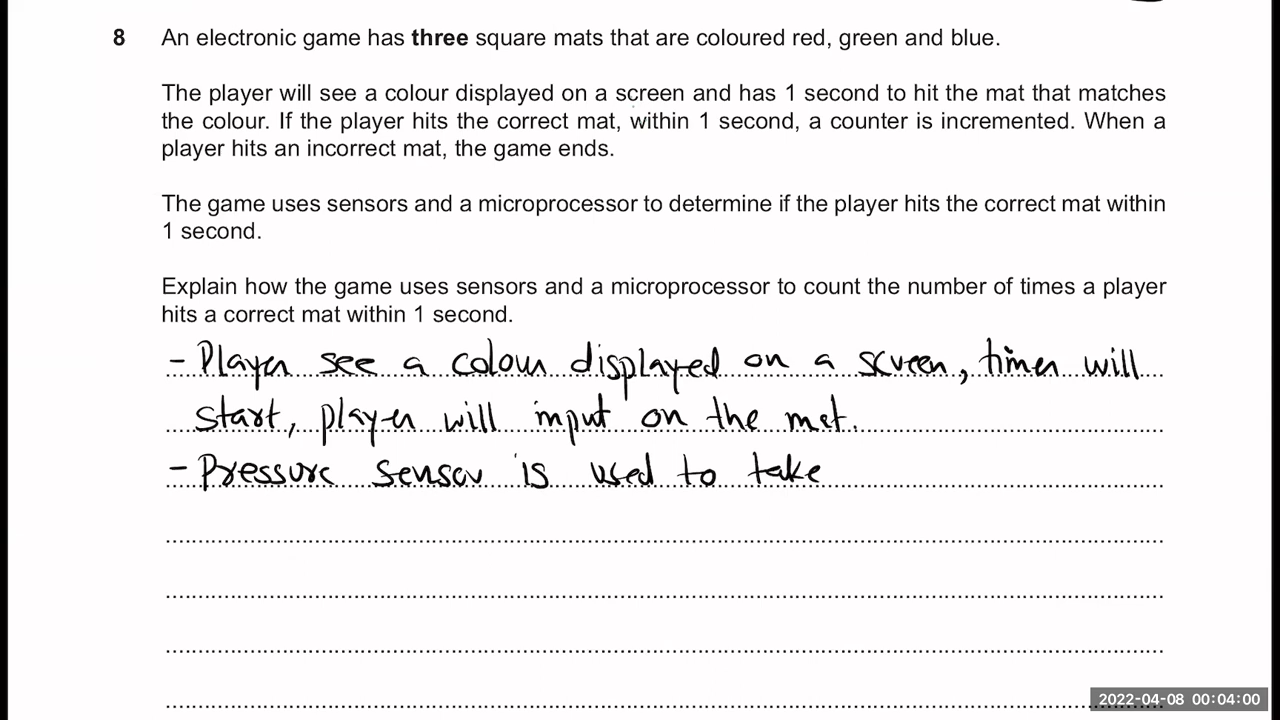 8 An electronic game has three square mats that are coloured red, green and blue.
The player will see a colour displayed on a screen and has 1 second to hit the mat that matches
the colour. If the player hits the correct mat, within 1 second, a counter is incremented. When a
player hits an incorrect mat, the game ends.
The game uses sensors and a microprocessor to determine if the player hits the correct mat within
1 second.
Explain how the game uses sensors and a microprocessor to count the number of times a player
hits a correct mat within 1 second.
- Player see a colour displayed on a screen, timer will
start, player will input on the mat.
- Pressure sensor is used to take
2022-04-08 00:04:00